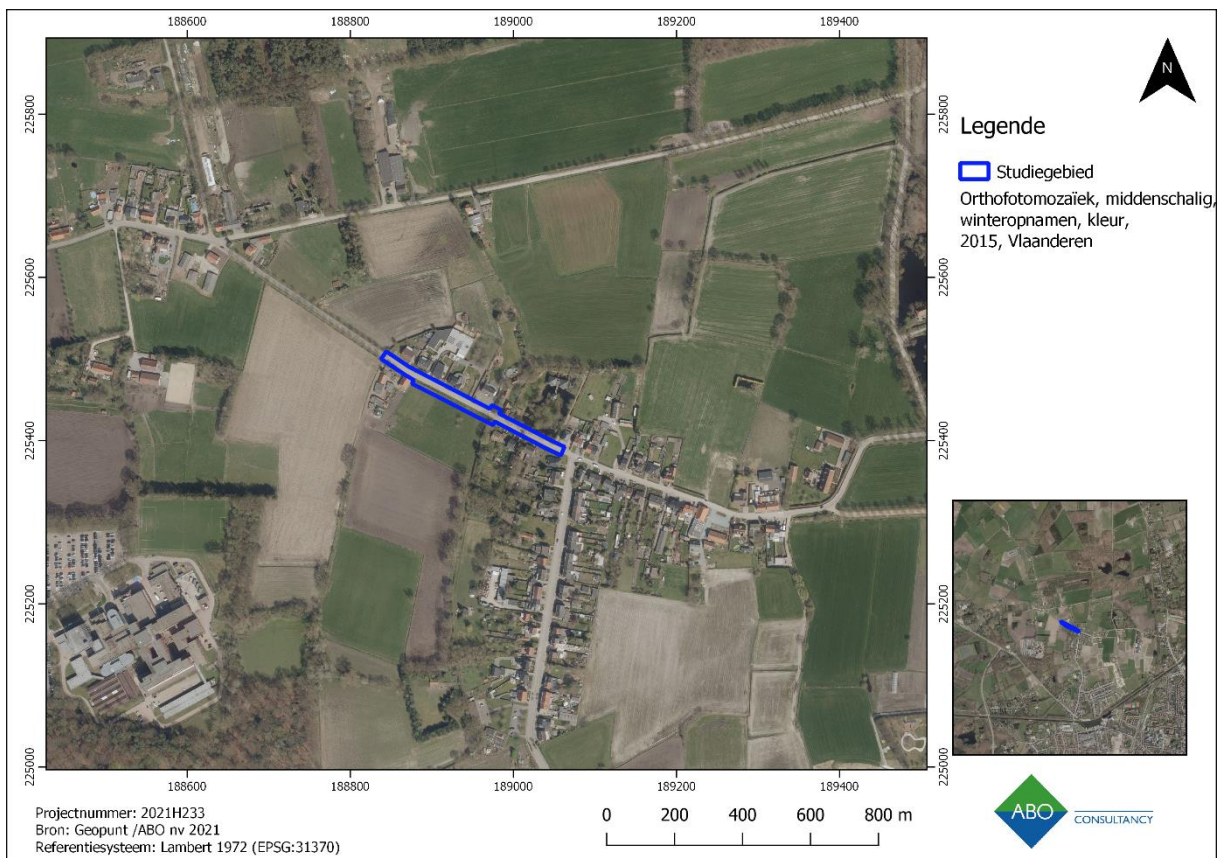 188600 188800 189000 189200 189400
225800 225800
225600 225600
225400 225400
225200 225200
225000 225000
188600 188800 189000 189200 189400
N
Legende
Studiegebied
Orthofotomozaïek, middenschalig,
winteropnamen, kleur,
2015, Vlaanderen
Projectnummer: 2021H233
Bron: Geopunt /ABO nv 2021
Referentiesysteem: Lambert 1972 (EPSG:31370)
0 200 400 600 800 m
ABO
CONSULTANCY